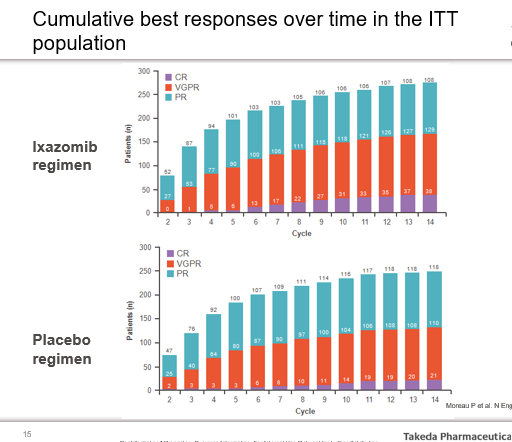 Cumulative best responses over time in the ITT
population
Ixazomib
regimen
Patients (n)
300
250
200
150
100
50
0
CR
VGPR
PR
52 87 94 101 103 103 105 106 106 106 107 108 108
27 53 77 90 100 106 111 115 118 121 126 127 129
0 1 5 6 13 17 22 27 31 33 35 37 38
2 3 4 5 6 7 8 9 10 11 12 13 14
Cycle
Placebo
regimen
Patients (n)
300
250
200
150
100
50
0
CR
VGPR
PR
47 76 92 100 107 109 111 114 116 117 118 118 119
40 64 87 90 97 100 104 106 108 108 110
2 3 3 3 6 8 10 11 14 19 19 20 21
2 3 4 5 6 7 8 9 10 11 12 13 14
Cycle
Moreau P et al. N Eng
15
Takeda Pharmaceutica